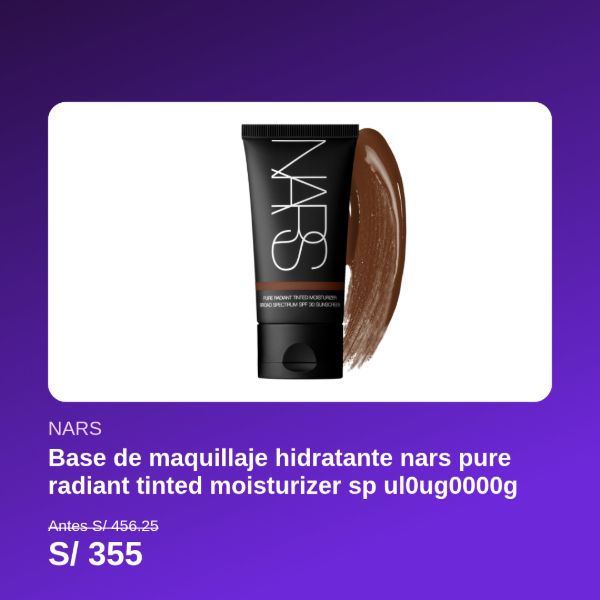 NARS
PURE RADIANT TINTED MOISTURIZER
BROAD SPECTRUM SPF 30 SUNSCREEN
NARS
Base de maquillaje hidratante nars pure
radiant tinted moisturizer sp ul0ug0000g
Antes S/ 456.25
S/ 355